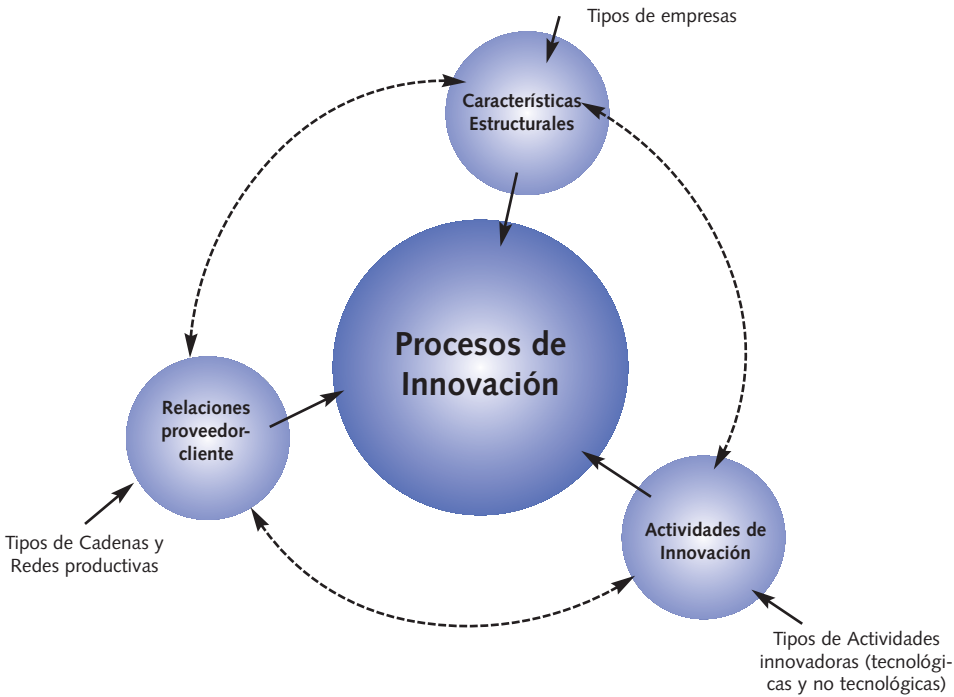 Tipos de empresas
Características
Estructurales
Procesos de
Innovación
Relaciones
proveedor-
cliente
Tipos de Cadenas y
Redes productivas
Actividades de
Innovación
Tipos de Actividades
innovadoras (tecnológi-
cas y no tecnológicas)